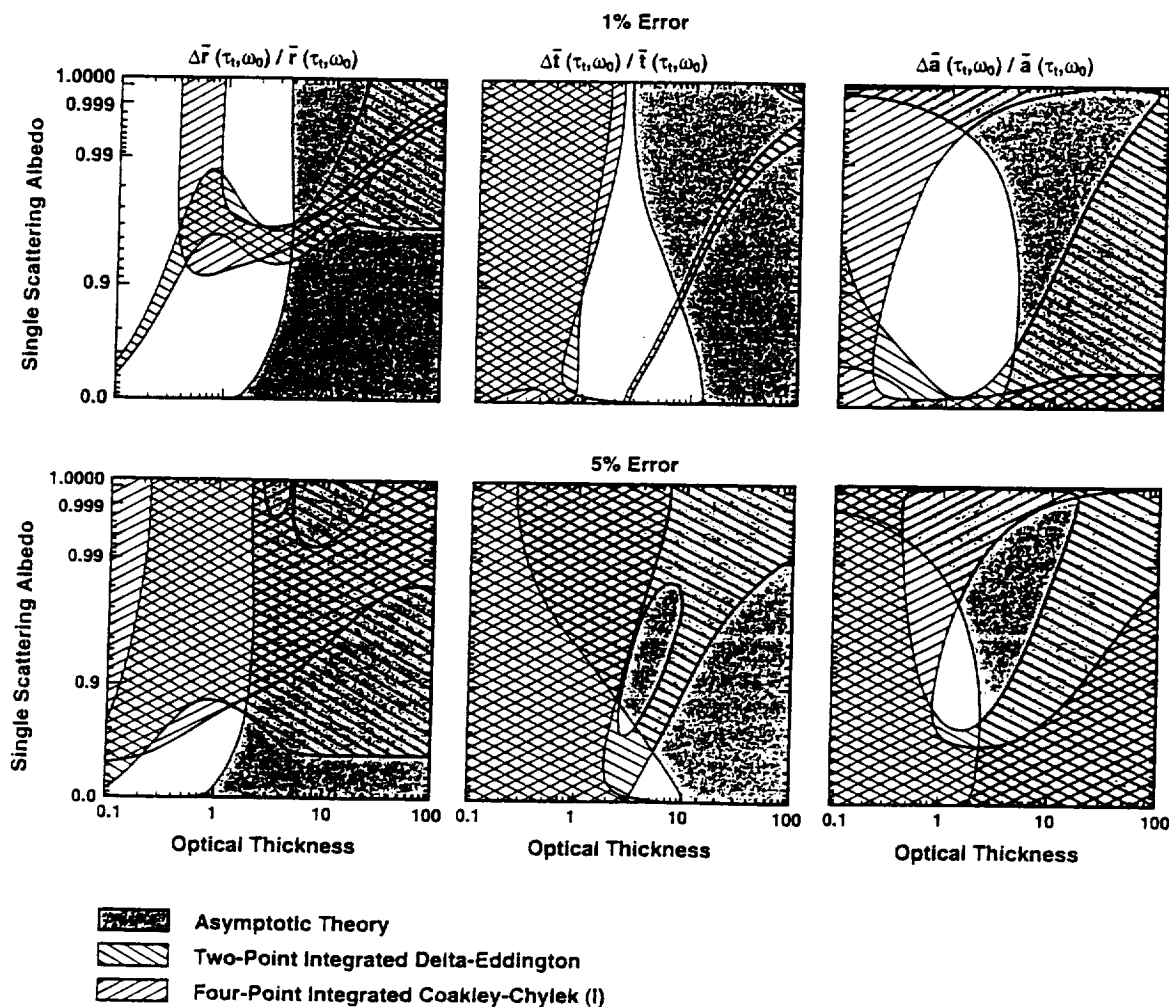 1% Error
Δr̄ (τt,ω0) / r̄ (τt,ω0)
Δt̄ (τt,ω0) / t̄ (τt,ω0)
Δā (τt,ω0) / ā (τt,ω0)
Single Scattering Albedo
1.0000
0.999
0.99
0.9
0.0
5% Error
Single Scattering Albedo
1.0000
0.999
0.99
0.9
0.0
0.1 1 10 100
0.1 1 10 100
0.1 1 10 100
Optical Thickness
Optical Thickness
Optical Thickness
Asymptotic Theory
Two-Point Integrated Delta-Eddington
Four-Point Integrated Coakley-Chylek (I)